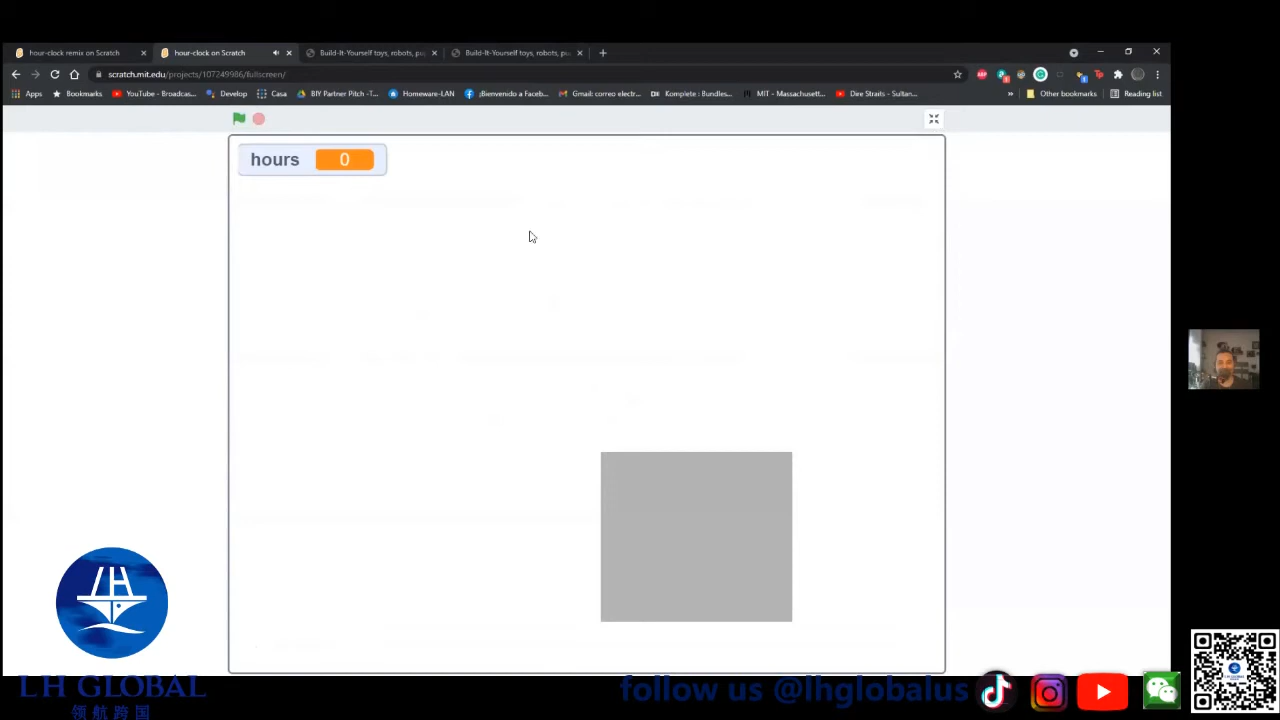 hour-clock remix on Scratch
hour-clock on Scratch
Build-It-Yourself toys, robots, pu
Build-It-Yourself toys, robots, pu
scratch.mit.edu/projects/107249986/fullscreen/
Apps
Bookmarks
YouTube - Broadcas...
Develop
Casa
BIY Partner Pitch -T...
Homeware-LAN
¡Bienvenido a Faceb...
Gmail: correo electr...
Komplete : Bundles...
MIT - Massachusett...
Dire Straits - Sultan...
»
Other bookmarks
Reading list
hours 0
LH
LH GLOBAL
领航跨国
follow us @lhglobalus